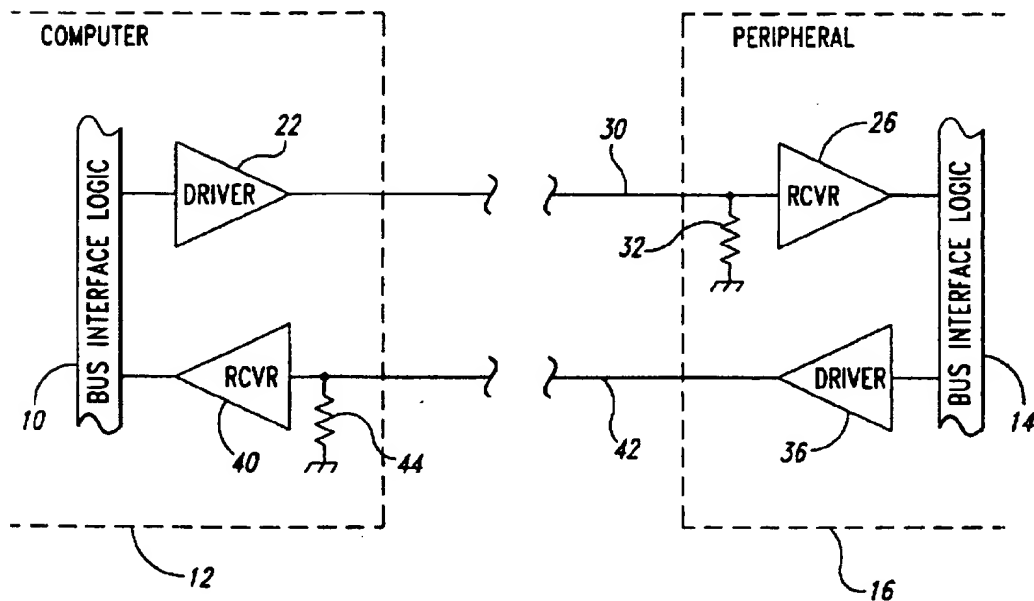 COMPUTER
PERIPHERAL
22
30
26
BUS INTERFACE LOGIC
DRIVER
RCVR
BUS INTERFACE LOGIC
32
10
RCVR
DRIVER
14
40
44
42
36
12
16